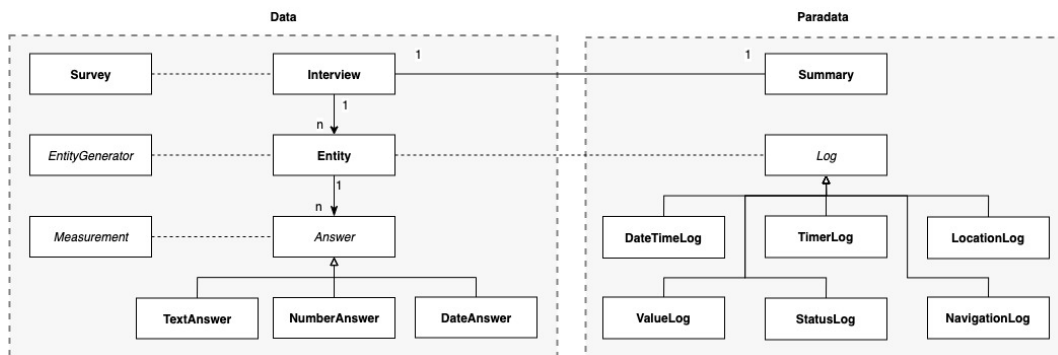 Data
Paradata
Survey
Interview
1
1
Summary
1
n
EntityGenerator
Entity
Log
1
n
Measurement
Answer
DateTimeLog
TimerLog
LocationLog
TextAnswer
NumberAnswer
DateAnswer
ValueLog
StatusLog
NavigationLog